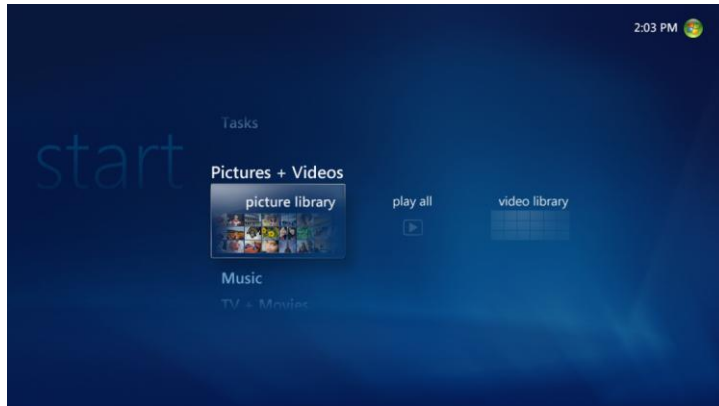 2:03 PM
start
Tasks
Pictures + Videos
picture library
play all
video library
Music
TV + Movies